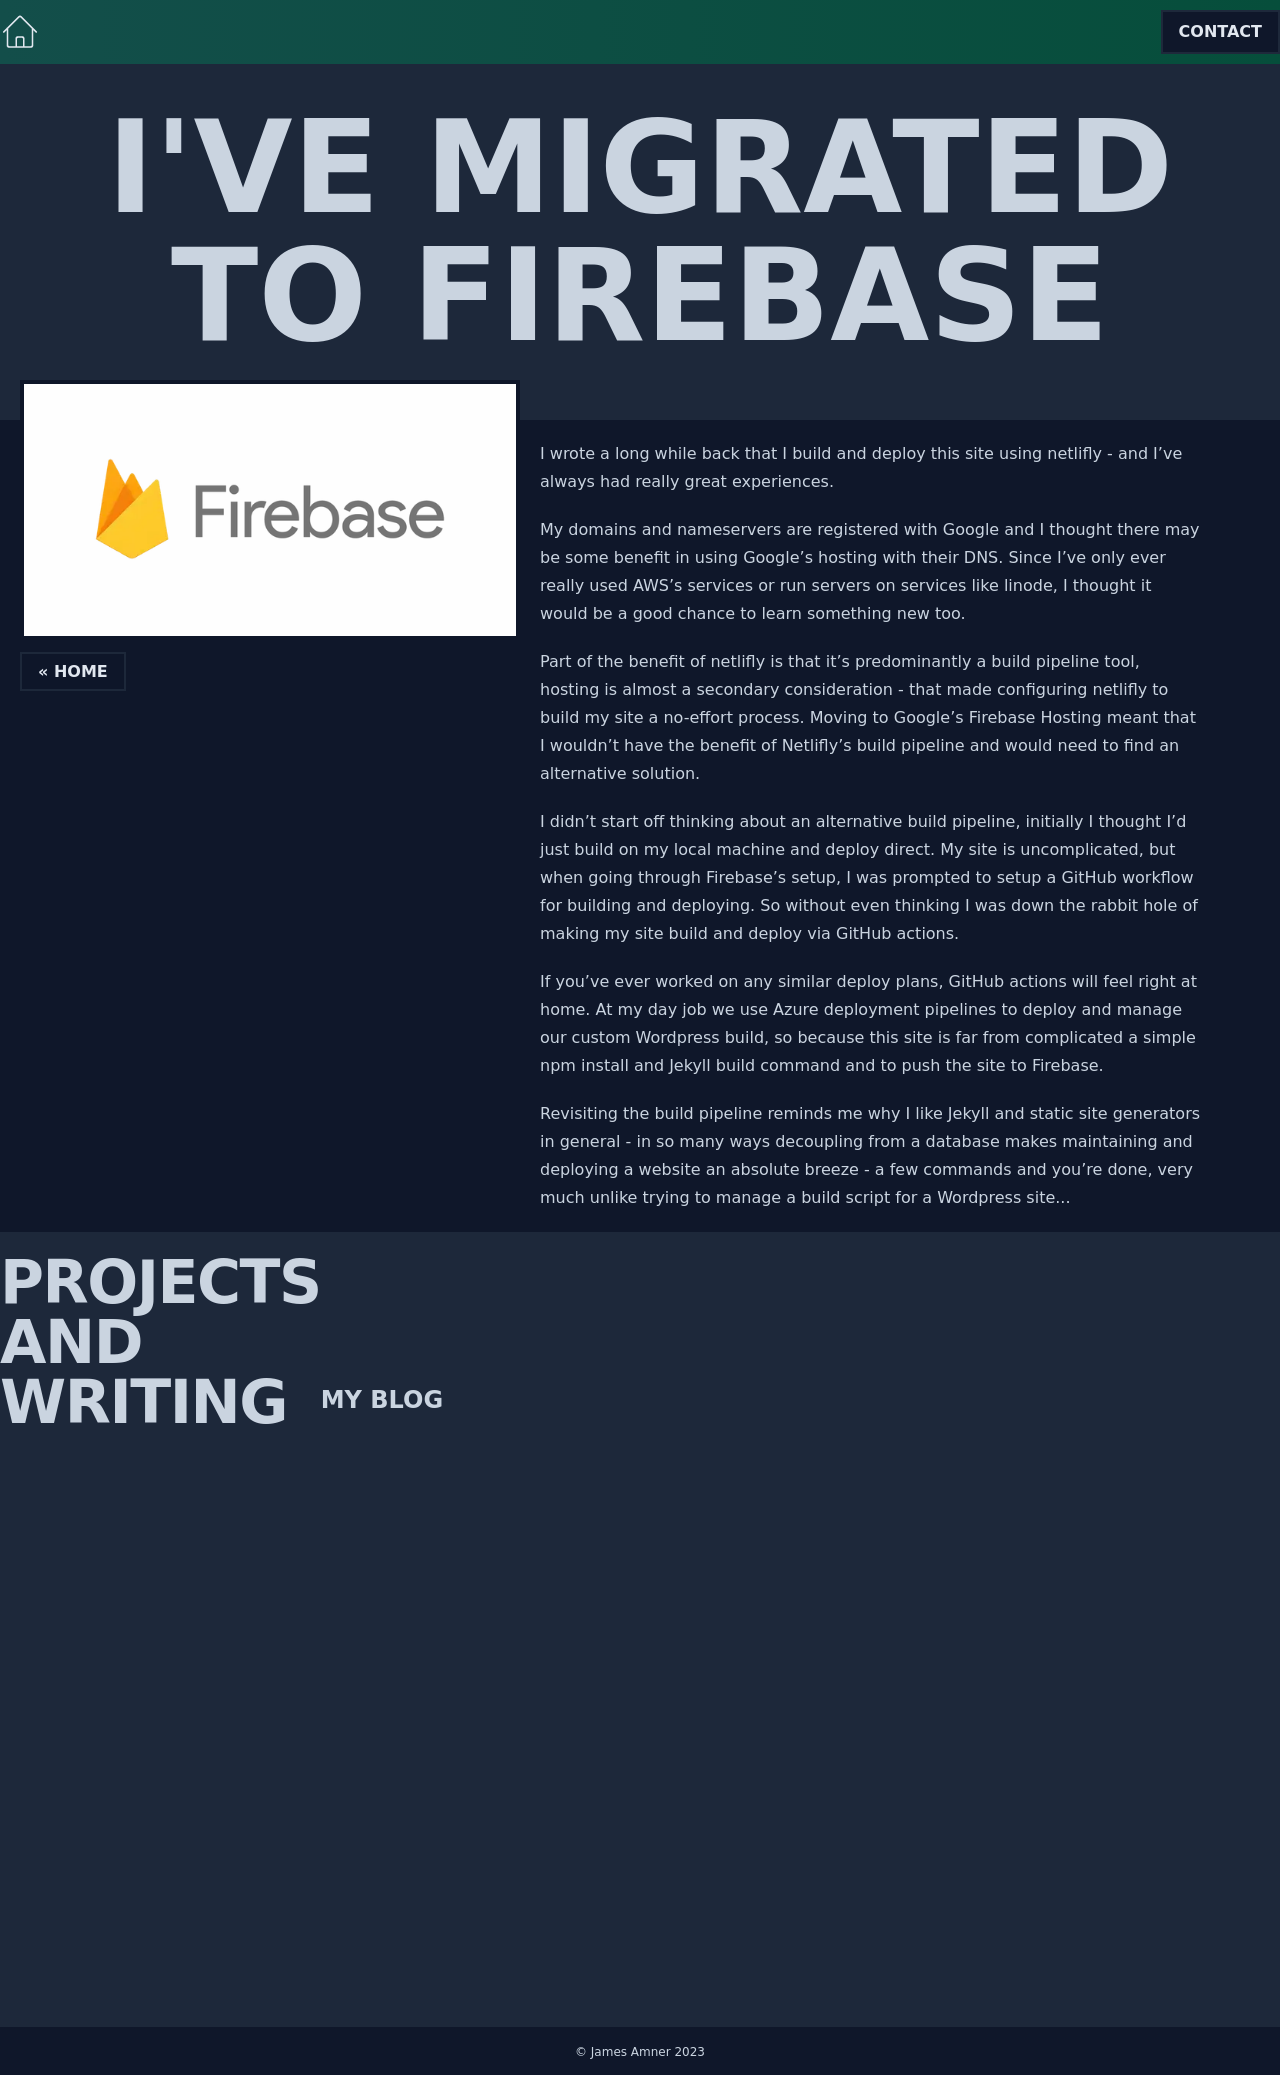 CONTACT
I'VE MIGRATED
TO FIREBASE
Firebase
« HOME
I wrote a long while back that I build and deploy this site using netlifly - and I’ve
always had really great experiences.
My domains and nameservers are registered with Google and I thought there may
be some benefit in using Google’s hosting with their DNS. Since I’ve only ever
really used AWS’s services or run servers on services like linode, I thought it
would be a good chance to learn something new too.
Part of the benefit of netlifly is that it’s predominantly a build pipeline tool,
hosting is almost a secondary consideration - that made configuring netlifly to
build my site a no-effort process. Moving to Google’s Firebase Hosting meant that
I wouldn’t have the benefit of Netlifly’s build pipeline and would need to find an
alternative solution.
I didn’t start off thinking about an alternative build pipeline, initially I thought I’d
just build on my local machine and deploy direct. My site is uncomplicated, but
when going through Firebase’s setup, I was prompted to setup a GitHub workflow
for building and deploying. So without even thinking I was down the rabbit hole of
making my site build and deploy via GitHub actions.
If you’ve ever worked on any similar deploy plans, GitHub actions will feel right at
home. At my day job we use Azure deployment pipelines to deploy and manage
our custom Wordpress build, so because this site is far from complicated a simple
npm install and Jekyll build command and to push the site to Firebase.
Revisiting the build pipeline reminds me why I like Jekyll and static site generators
in general - in so many ways decoupling from a database makes maintaining and
deploying a website an absolute breeze - a few commands and you’re done, very
much unlike trying to manage a build script for a Wordpress site…
PROJECTS
AND
WRITING
MY BLOG
© James Amner 2023